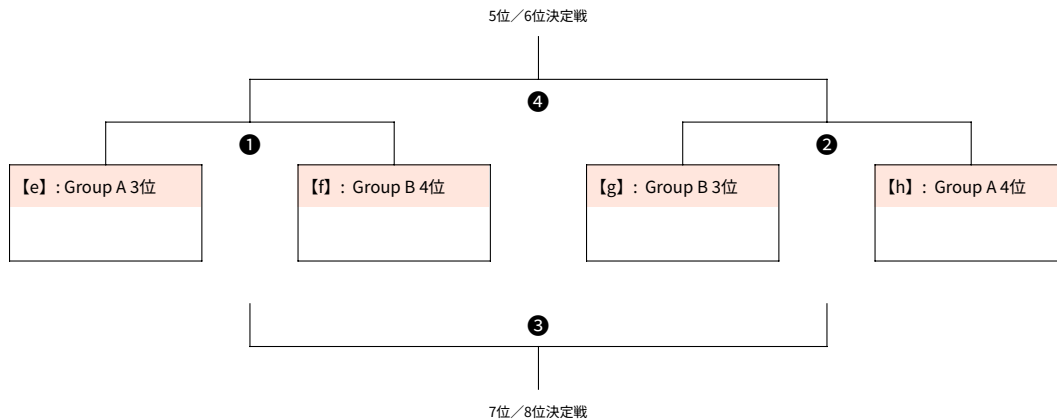 5位／6位決定戦
❹
❶
❷
【e】: Group A 3位
【f】: Group B 4位
【g】: Group B 3位
【h】: Group A 4位
❸
7位／8位決定戦